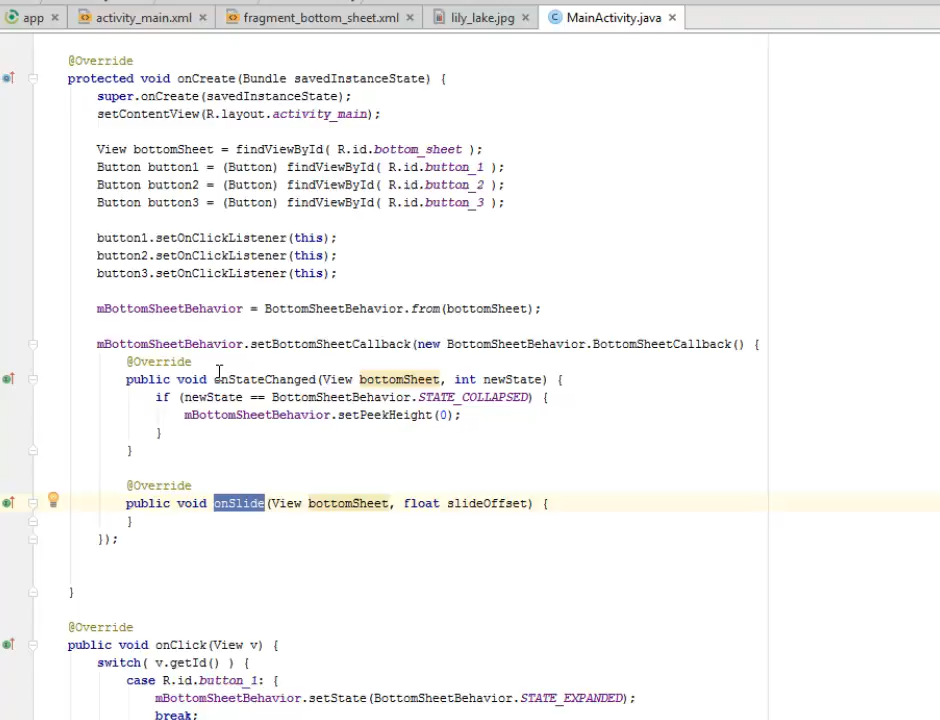 app × activity_main.xml × fragment_bottom_sheet.xml × lily_lake.jpg × MainActivity.java ×
@Override
protected void onCreate(Bundle savedInstanceState) {
super.onCreate(savedInstanceState);
setContentView(R.layout.activity_main);
View bottomSheet = findViewById( R.id.bottom_sheet );
Button button1 = (Button) findViewById( R.id.button_1 );
Button button2 = (Button) findViewById( R.id.button_2 );
Button button3 = (Button) findViewById( R.id.button_3 );
button1.setOnClickListener(this);
button2.setOnClickListener(this);
button3.setOnClickListener(this);
mBottomSheetBehavior = BottomSheetBehavior.from(bottomSheet);
mBottomSheetBehavior.setBottomSheetCallback(new BottomSheetBehavior.BottomSheetCallback() {
@Override
public void onStateChanged(View bottomSheet, int newState) {
if (newState == BottomSheetBehavior.STATE_COLLAPSED) {
mBottomSheetBehavior.setPeekHeight(0);
}
}
@Override
public void onSlide(View bottomSheet, float slideOffset) {
}
});
}
@Override
public void onClick(View v) {
switch( v.getId() ) {
case R.id.button_1: {
mBottomSheetBehavior.setState(BottomSheetBehavior.STATE_EXPANDED);
break;